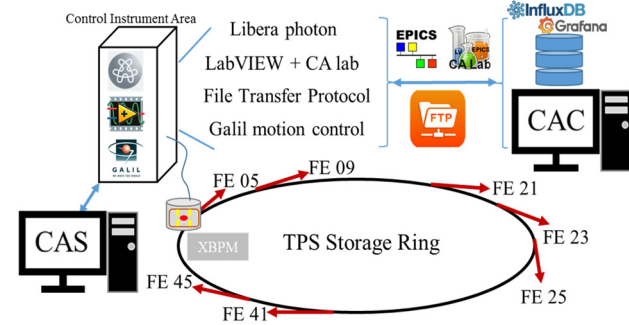 Control Instrument Area
Libera photon
LabVIEW + CA lab
File Transfer Protocol
Galil motion control
GALIL
EPICS
LV
EPICS
CA Lab
FTP
InfluxDB
Grafana
CAC
CAS
XBPM
TPS Storage Ring
FE 05
FE 09
FE 21
FE 23
FE 25
FE 45
FE 41